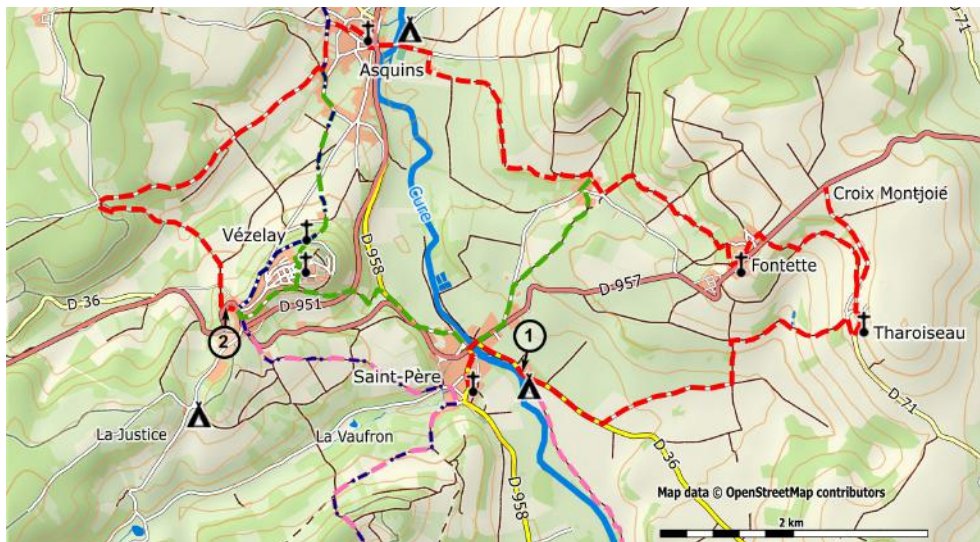 D-71
Asquins
Cure
Croix Montjoie
Vézelay
D-958
Fontette
D-36
D-951
D-957
1
2
Tharoiseau
Saint-Père
D-71
La Justice
La Vaufron
D-36
D-958
Map data © OpenStreetMap contributors
2 km